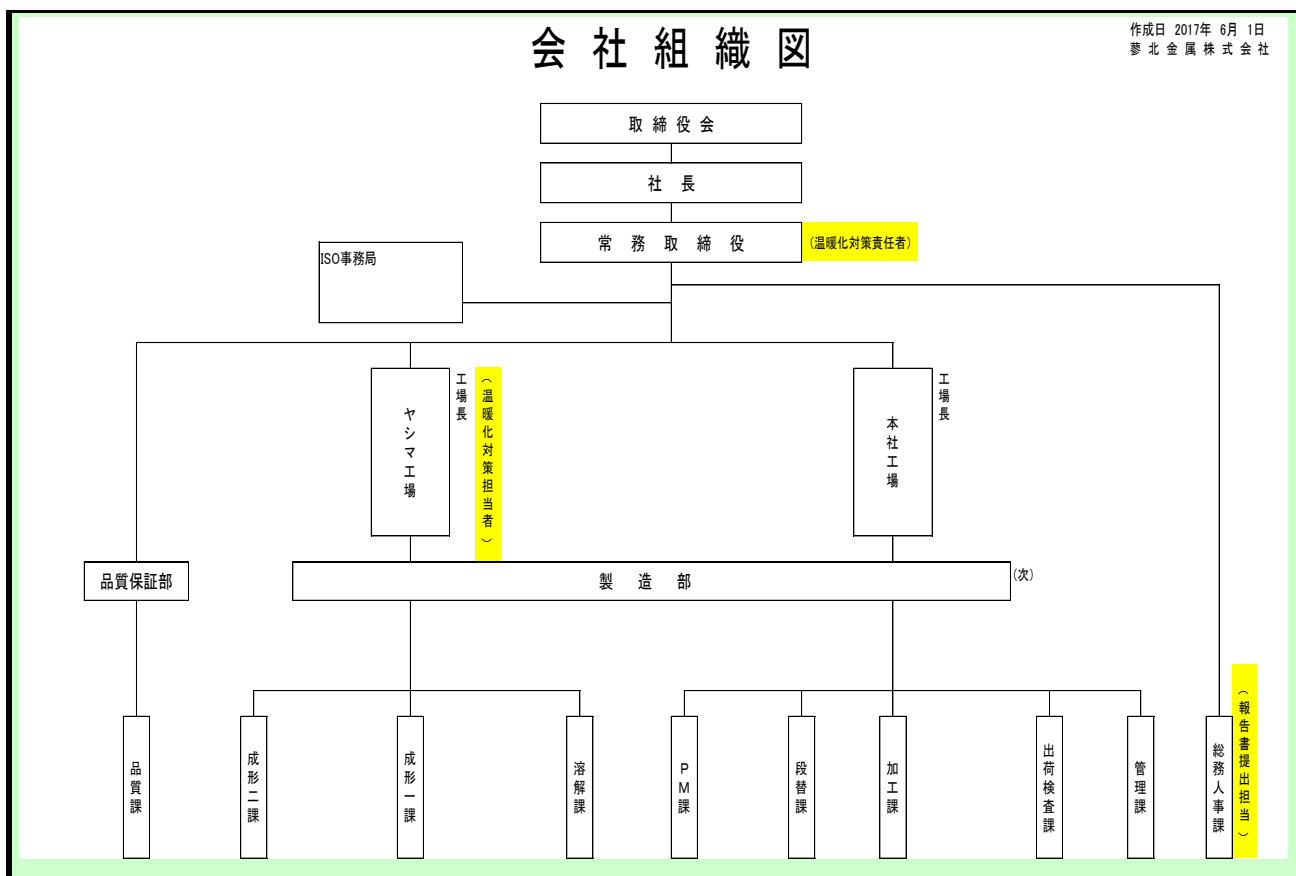 会社組織図
作成日 2017年 6月 1日
蓼北金属株式会社
取締役会
社長
常務取締役
(温暖化対策責任者)
ISO事務局
ヤシマ工場
工場長
(温暖化対策担当者)
本社工場
工場長
品質保証部
製造部
(次)
品質課
成形二課
成形一課
溶解課
PM課
段替課
加工課
出荷検査課
管理課
総務人事課
(報告書提出担当)